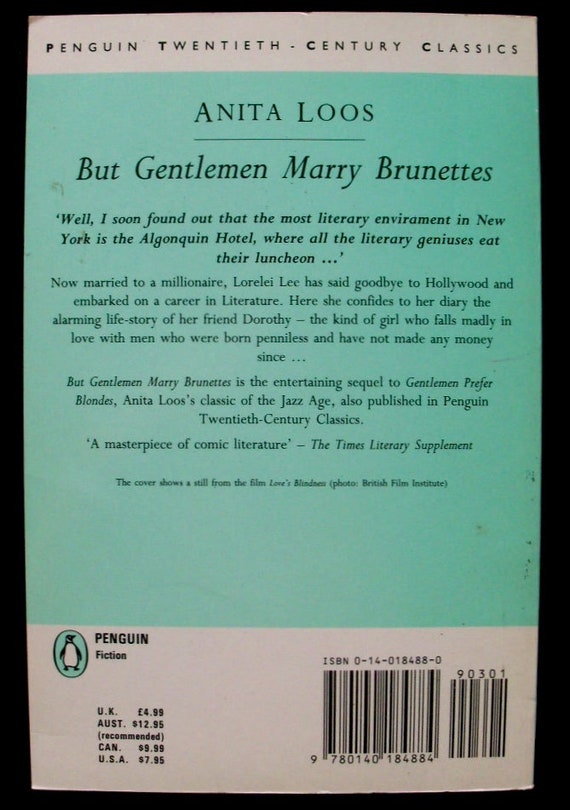 PENGUIN TWENTIETH - CENTURY CLASSICS
ANITA LOOS
But Gentlemen Marry Brunettes
‘Well, I soon found out that the most literary envirament in New
York is the Algonquin Hotel, where all the literary geniuses eat
their luncheon ...’
Now married to a millionaire, Lorelei Lee has said goodbye to Hollywood and
embarked on a career in Literature. Here she confides to her diary the
alarming life-story of her friend Dorothy – the kind of girl who falls madly in
love with men who were born penniless and have not made any money
since ...
But Gentlemen Marry Brunettes is the entertaining sequel to Gentlemen Prefer
Blondes, Anita Loos’s classic of the Jazz Age, also published in Penguin
Twentieth-Century Classics.
‘A masterpiece of comic literature’ – The Times Literary Supplement
The cover shows a still from the film Love’s Blindness (photo: British Film Institute)
PENGUIN
Fiction
U.K. £4.99
AUST. $12.95
(recommended)
CAN. $9.99
U.S.A. $7.95
ISBN 0-14-018488-0
90301
9 780140 184884